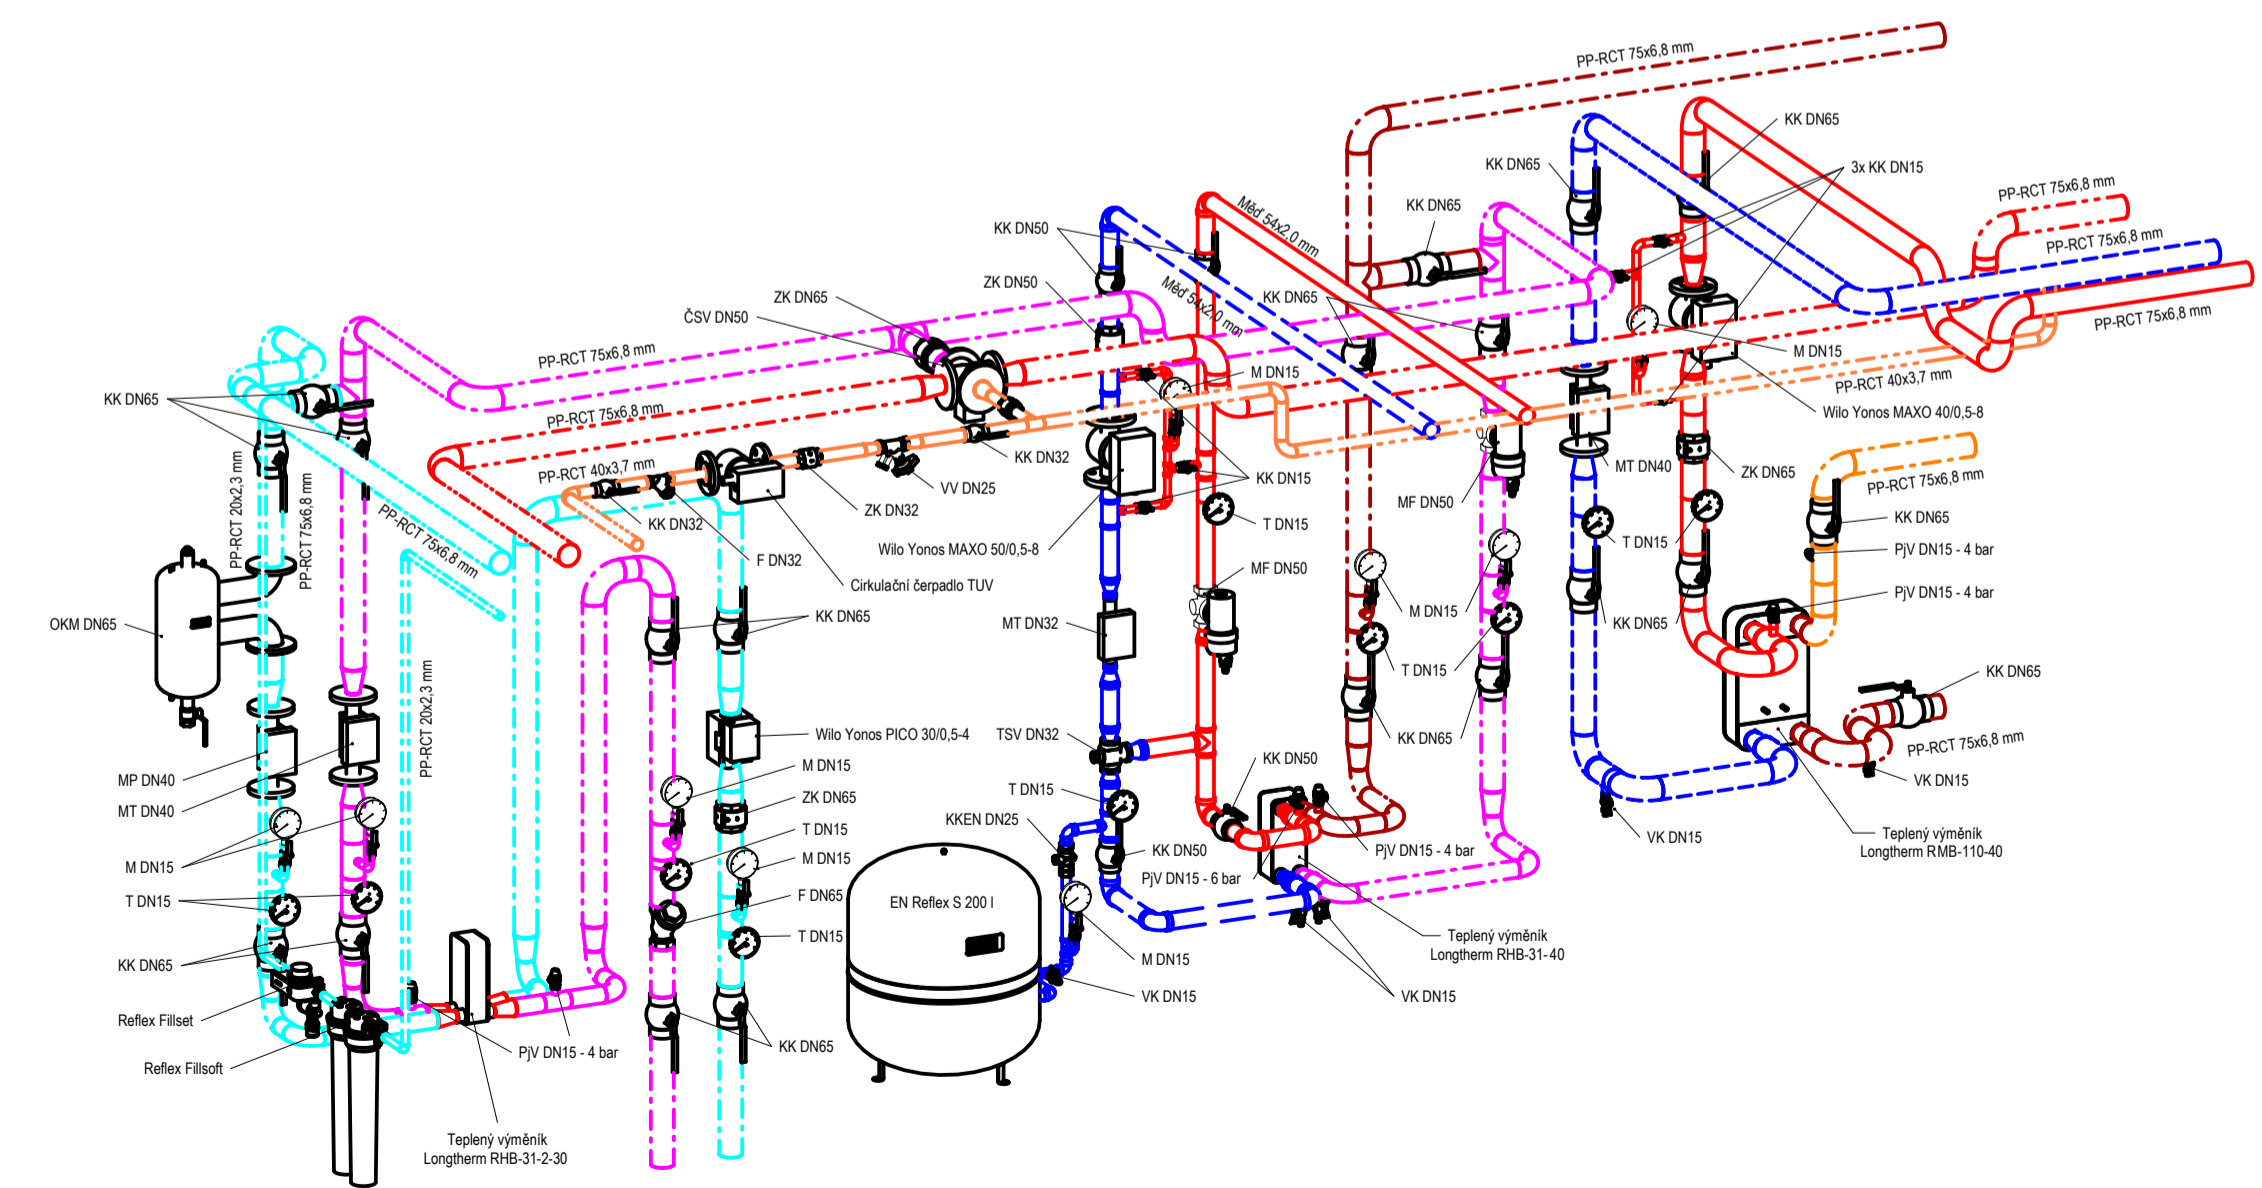 PP-RCT 75x6,8 mm
KK DN65
KK DN65
3x KK DN15
PP-RCT 75x6,8 mm
KK DN65
Měď 54x2,0 mm
KK DN50
PP-RCT 75x6,8 mm
ZK DN50
Měď 54x2,0 mm
KK DN65
ZK DN65
ČSV DN50
PP-RCT 75x6,8 mm
PP-RCT 75x6,8 mm
M DN15
M DN15
PP-RCT 40x3,7 mm
KK DN65
PP-RCT 75x6,8 mm
Wilo Yonos MAXO 40/0,5-8
KK DN32
PP-RCT 40x3,7 mm
VV DN25
KK DN15
MT DN40
ZK DN65
PP-RCT 75x6,8 mm
PP-RCT 20x2,3 mm
PP-RCT 75x6,8 mm
PP-RCT 75x6,8 mm
KK DN32
ZK DN32
MF DN50
T DN15
T DN15
KK DN65
Wilo Yonos MAXO 50/0,5-8
F DN32
PjV DN15 - 4 bar
Cirkulační čerpadlo TUV
MF DN50
PjV DN15 - 4 bar
OKM DN65
KK DN65
MT DN32
M DN15
KK DN65
PP-RCT 20x2,3 mm
T DN15
KK DN65
Wilo Yonos PICO 30/0,5-4
TSV DN32
KK DN65
PP-RCT 75x6,8 mm
MP DN40
M DN15
KK DN50
VK DN15
MT DN40
ZK DN65
T DN15
KKEN DN25
T DN15
VK DN15
Teplený výměník
Longtherm RMB-110-40
M DN15
M DN15
KK DN50
PjV DN15 - 4 bar
PjV DN15 - 6 bar
T DN15
F DN65
EN Reflex S 200 l
T DN15
Teplený výměník
Longtherm RHB-31-40
KK DN65
M DN15
VK DN15
VK DN15
Reflex Fillset
PjV DN15 - 4 bar
KK DN65
Reflex Fillsoft
Teplený výměník
Longtherm RHB-31-2-30